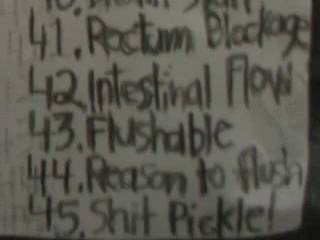 41. Rectum Blockage
42. Intestinal Flow
43. Flushable
44. Reason to flush
45. Shit Pickle!